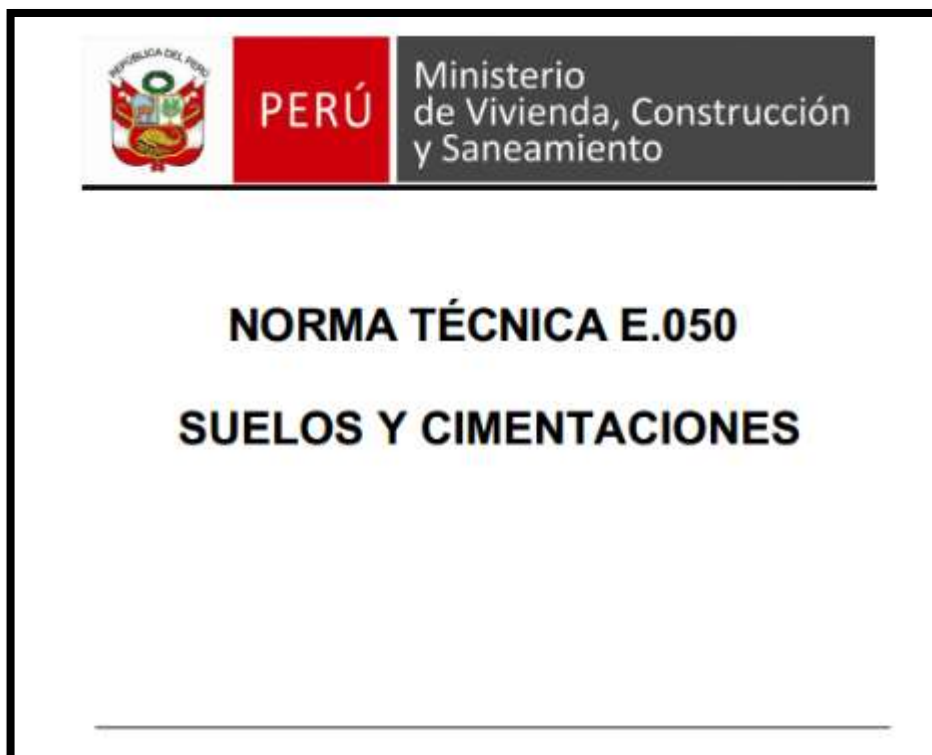 REPÚBLICA DEL PERÚ
PERÚ
Ministerio
de Vivienda, Construcción
y Saneamiento
NORMA TÉCNICA E.050
SUELOS Y CIMENTACIONES